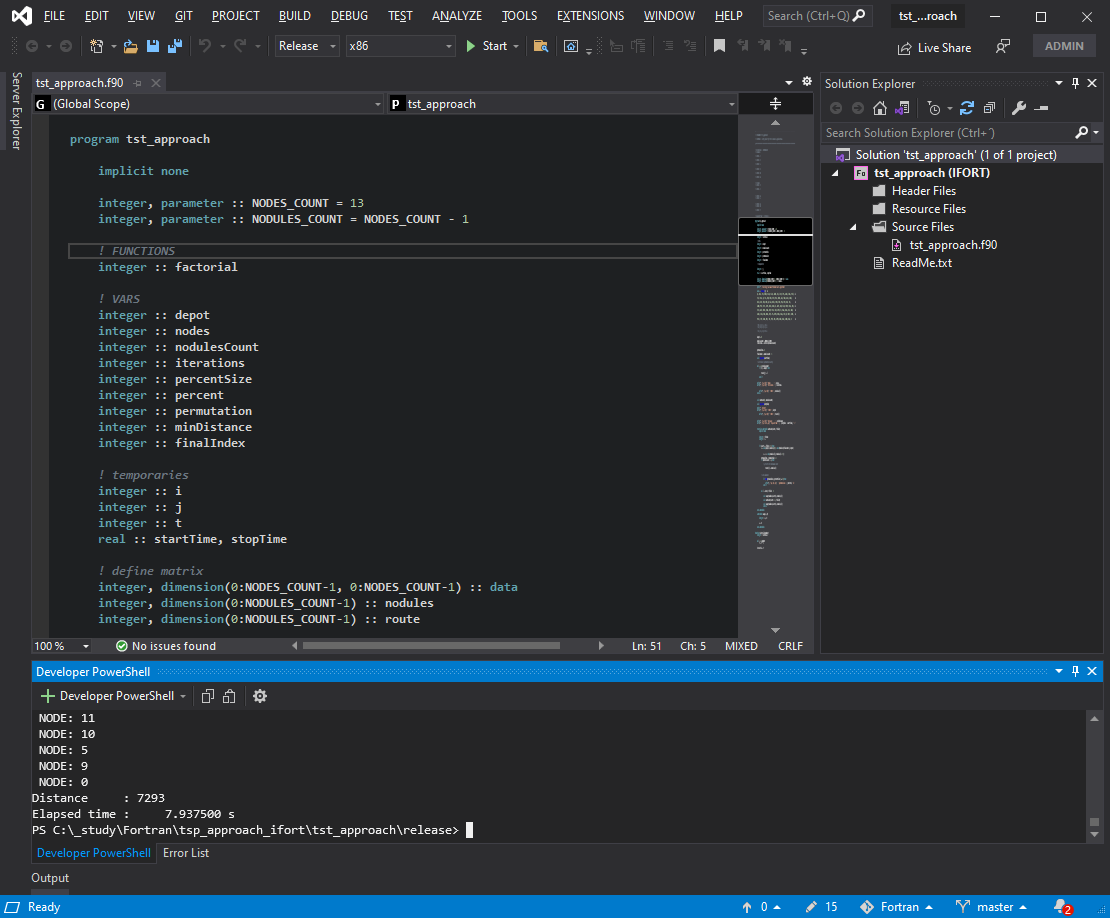 FILE EDIT VIEW GIT PROJECT BUILD DEBUG TEST ANALYZE TOOLS EXTENSIONS WINDOW HELP Search (Ctrl+Q) tst_...roach
Release x86 Start Live Share ADMIN
Server Explorer
tst_approach.f90
G (Global Scope) P tst_approach
program tst_approach
implicit none
integer, parameter :: NODES_COUNT = 13
integer, parameter :: NODULES_COUNT = NODES_COUNT - 1
! FUNCTIONS
integer :: factorial
! VARS
integer :: depot
integer :: nodes
integer :: nodulesCount
integer :: iterations
integer :: percentSize
integer :: percent
integer :: permutation
integer :: minDistance
integer :: finalIndex
! temporaries
integer :: i
integer :: j
integer :: t
real :: startTime, stopTime
! define matrix
integer, dimension(0:NODES_COUNT-1, 0:NODES_COUNT-1) :: data
integer, dimension(0:NODULES_COUNT-1) :: nodules
integer, dimension(0:NODULES_COUNT-1) :: route
100 % No issues found Ln: 51 Ch: 5 MIXED CRLF
Solution Explorer
Search Solution Explorer (Ctrl+¨)
Solution 'tst_approach' (1 of 1 project)
Fo tst_approach (IFORT)
Header Files
Resource Files
Source Files
tst_approach.f90
ReadMe.txt
Developer PowerShell
Developer PowerShell
NODE: 11
NODE: 10
NODE: 5
NODE: 9
NODE: 0
Distance : 7293
Elapsed time : 7.937500 s
PS C:\_study\Fortran\tsp_approach_ifort\tst_approach\release>
Developer PowerShell Error List
Output
Ready 0 15 Fortran master 2